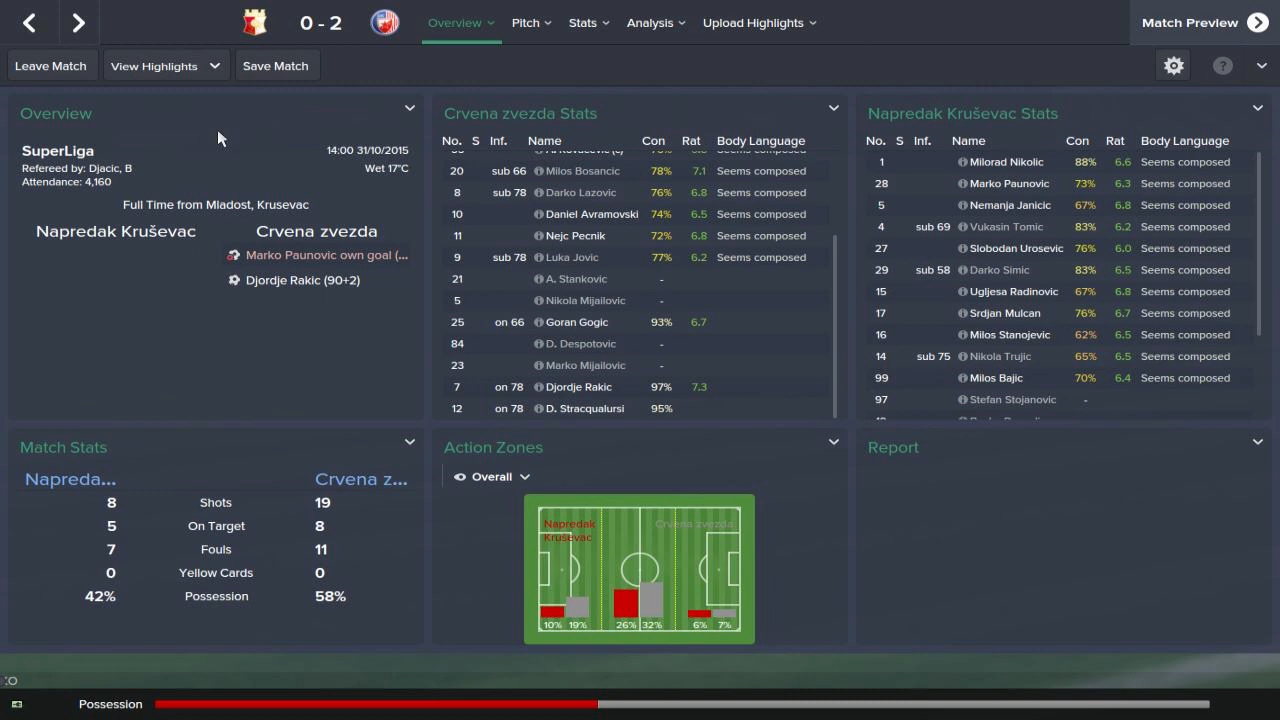 0 - 2
Overview
Pitch
Stats
Analysis
Upload Highlights
Match Preview
Leave Match
View Highlights
Save Match
?
Overview
SuperLiga
14:00 31/10/2015
Refereed by: Djacic, B
Wet 17°C
Attendance: 4,160
Full Time from Mladost, Krusevac
Napredak Kruševac
Crvena zvezda
Marko Paunovic own goal (...
Djordje Rakic (90+2)
Crvena zvezda Stats
No. S Inf. Name Con Rat Body Language
20 sub 66 Milos Bosancic 78% 7.1 Seems composed
8 sub 78 Darko Lazovic 76% 6.8 Seems composed
10 Daniel Avramovski 74% 6.5 Seems composed
11 Nejc Pecnik 72% 6.8 Seems composed
9 sub 78 Luka Jovic 77% 6.2 Seems composed
21 A. Stankovic -
5 Nikola Mijailovic -
25 on 66 Goran Gogic 93% 6.7
84 D. Despotovic -
23 Marko Mijailovic -
7 on 78 Djordje Rakic 97% 7.3
12 on 78 D. Stracqualursi 95%
Napredak Kruševac Stats
No. S Inf. Name Con Rat Body Language
1 Milorad Nikolic 88% 6.6 Seems composed
28 Marko Paunovic 73% 6.3 Seems composed
5 Nemanja Janicic 67% 6.8 Seems composed
4 sub 69 Vukasin Tomic 83% 6.2 Seems composed
27 Slobodan Urosevic 76% 6.0 Seems composed
29 sub 58 Darko Simic 83% 6.5 Seems composed
15 Ugljesa Radinovic 67% 6.8 Seems composed
17 Srdjan Mulcan 76% 6.7 Seems composed
16 Milos Stanojevic 62% 6.5 Seems composed
14 sub 75 Nikola Trujic 65% 6.5 Seems composed
99 Milos Bajic 70% 6.4 Seems composed
97 Stefan Stojanovic -
Match Stats
Napreda... Crvena z...
8 Shots 19
5 On Target 8
7 Fouls 11
0 Yellow Cards 0
42% Possession 58%
Action Zones
Overall
Napredak Kruševac
Crvena zvezda
10% 19% 26% 32% 6% 7%
Report
Possession